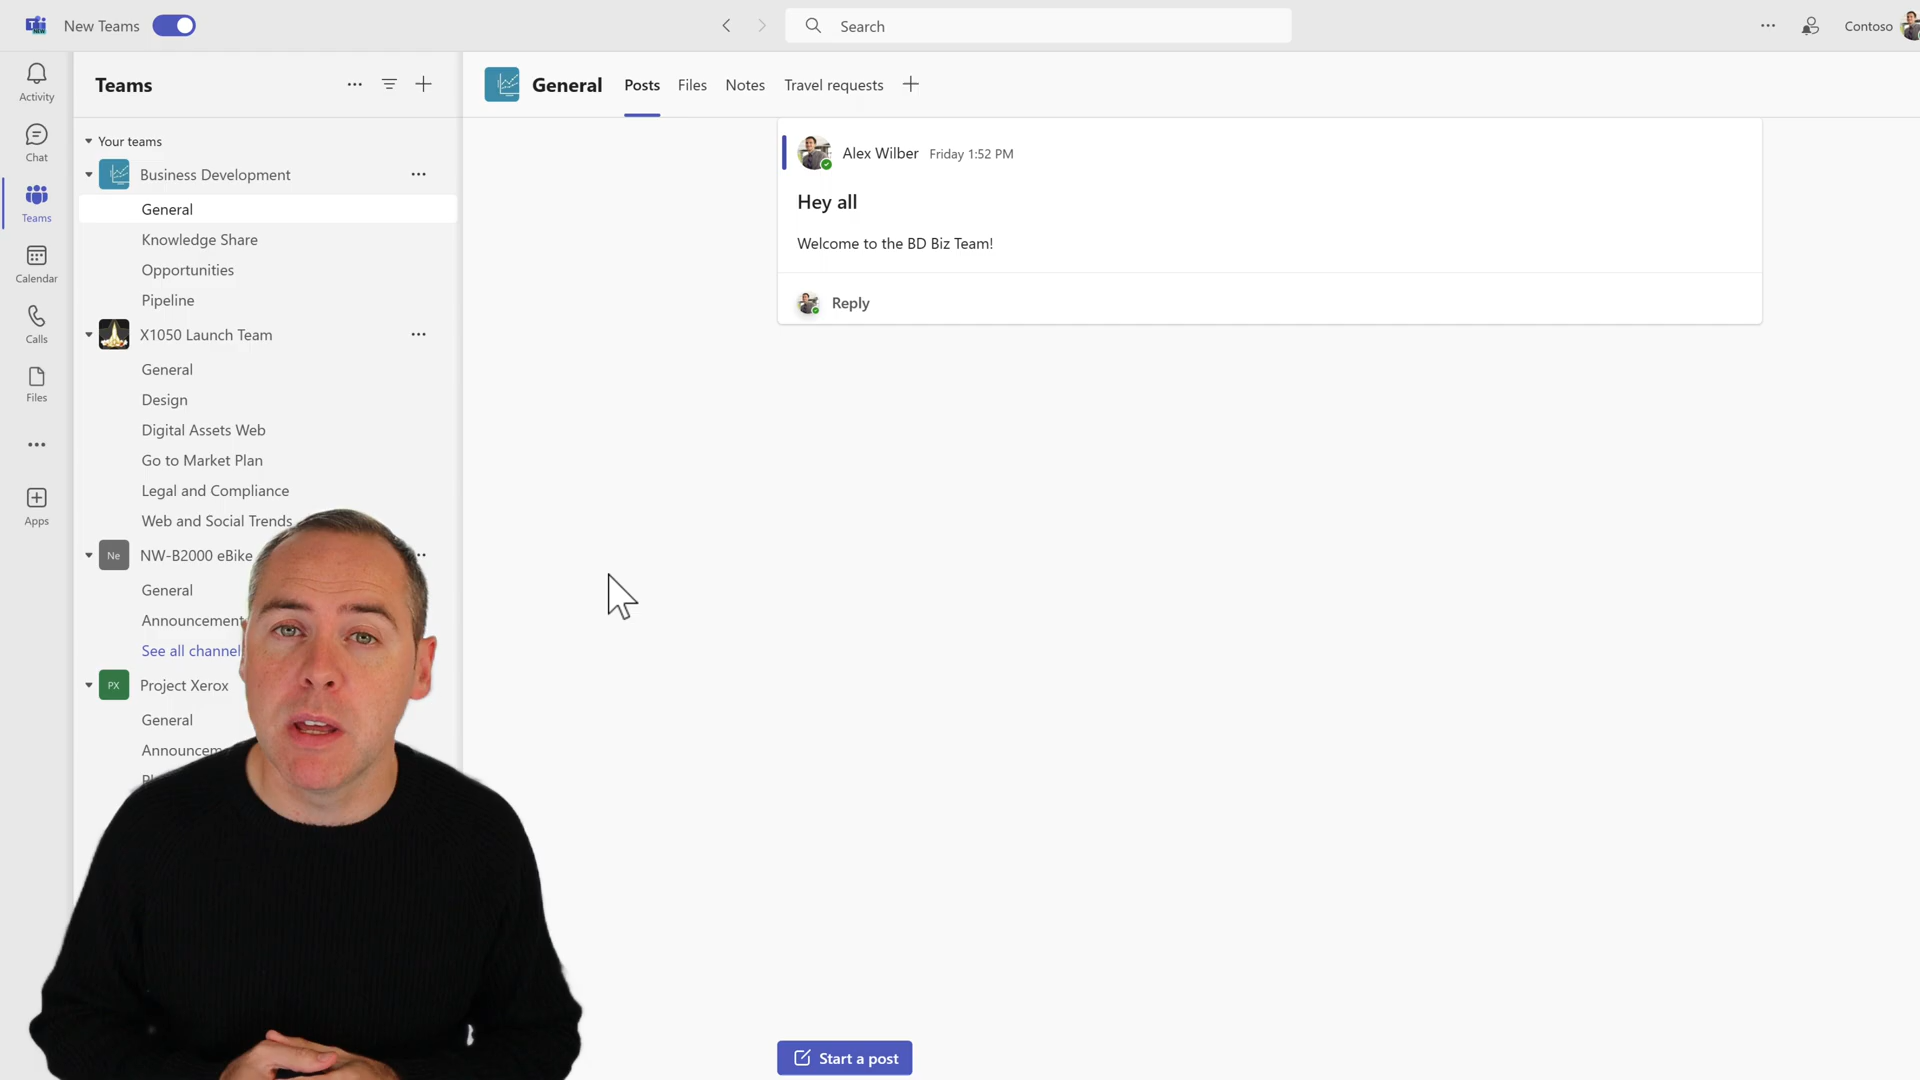 New Teams
Search
Contoso
Activity
Chat
Teams
Calendar
Calls
Files
Apps
Teams
Your teams
Business Development
General
Knowledge Share
Opportunities
Pipeline
X1050 Launch Team
General
Design
Digital Assets Web
Go to Market Plan
Legal and Compliance
Web and Social Trends
Ne
NW-B2000 eBike
General
Announcement
See all channel
PX
Project Xerox
General
Announcem
General
Posts
Files
Notes
Travel requests
Alex Wilber
Friday 1:52 PM
Hey all
Welcome to the BD Biz Team!
Reply
Start a post